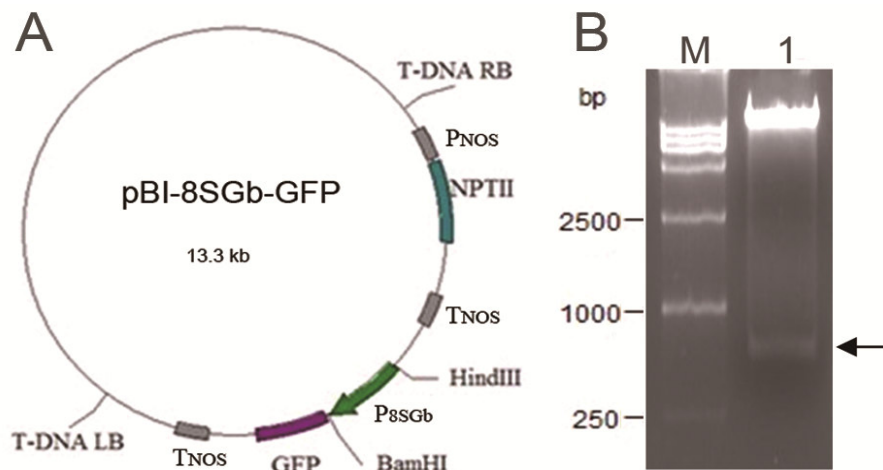 A
T-DNA RB
PNOS
NPTII
pBI-8SGb-GFP
13.3 kb
TNOS
HindIII
P8SGb
T-DNA LB
TNOS
GFP
BamHI
B
M 1
bp
2500
1000
250